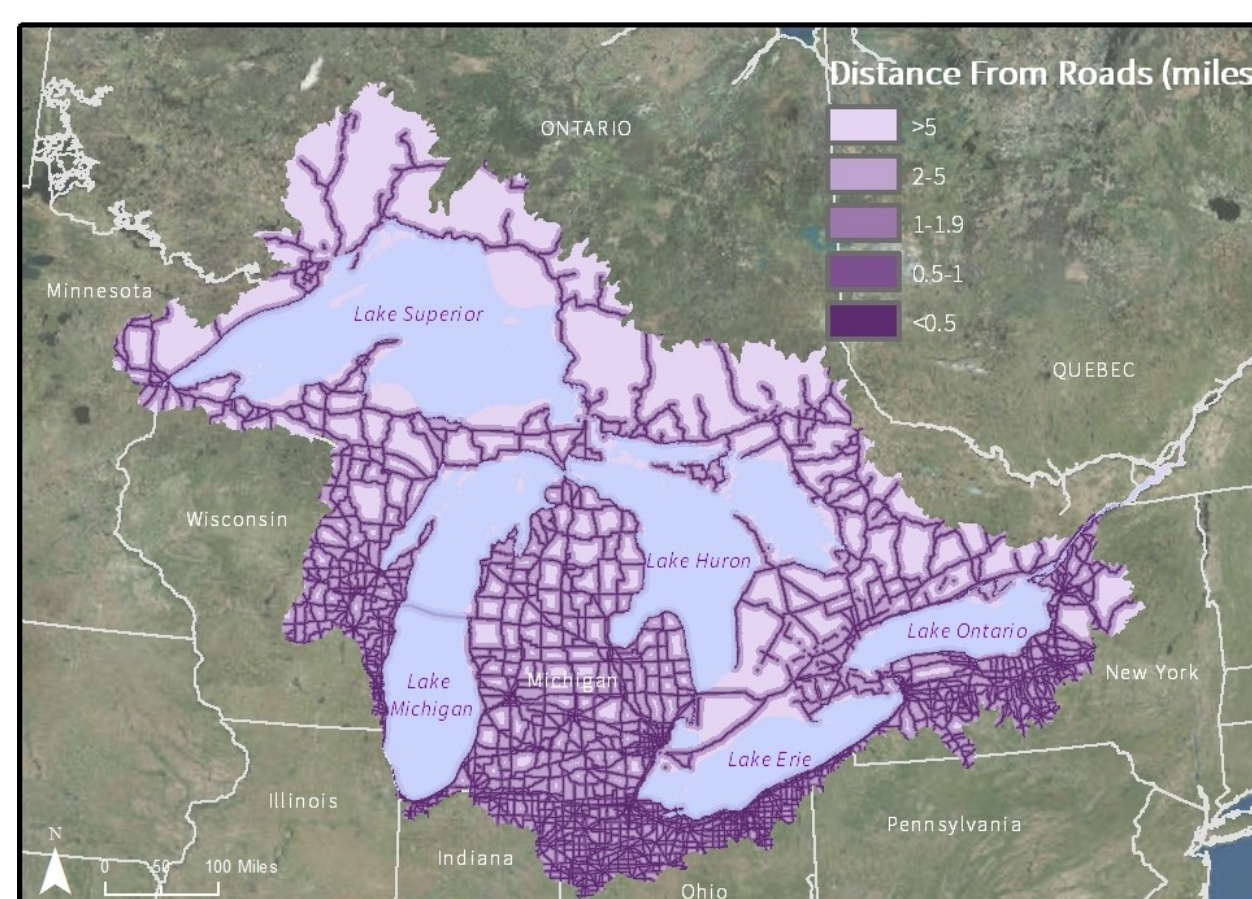 Distance From Roads (miles
>5
2-5
1-1.9
0.5-1
<0.5
ONTARIO
Minnesota
Lake Superior
QUEBEC
Wisconsin
Lake Huron
Lake Ontario
New York
Michigan
Lake
Michigan
Lake Erie
Illinois
Pennsylvania
Indiana
Ohio
N
0 50 100 Miles